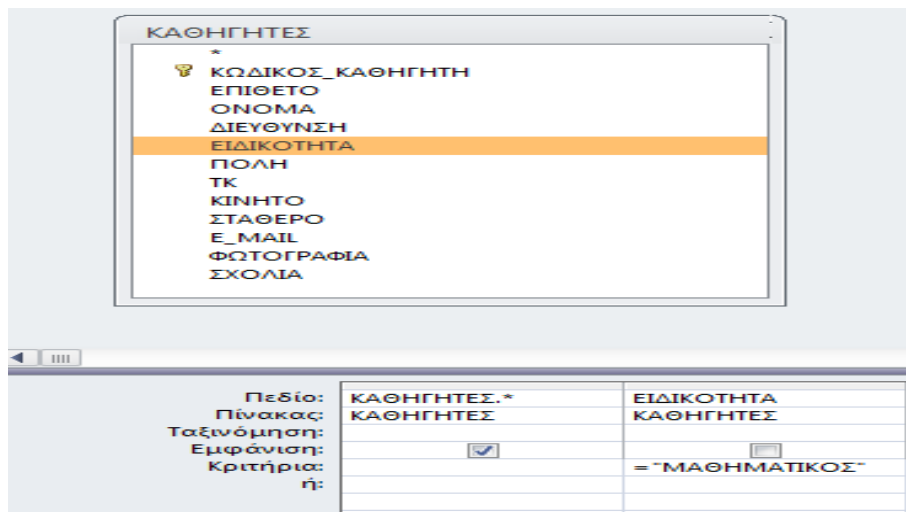 ΚΑΘΗΓΗΤΕΣ
*
ΚΩΔΙΚΟΣ_ΚΑΘΗΓΗΤΗ
ΕΠΙΘΕΤΟ
ΟΝΟΜΑ
ΔΙΕΥΘΥΝΣΗ
ΕΙΔΙΚΟΤΗΤΑ
ΠΟΛΗ
ΤΚ
ΚΙΝΗΤΟ
ΣΤΑΘΕΡΟ
E_MAIL
ΦΩΤΟΓΡΑΦΙΑ
ΣΧΟΛΙΑ
Πεδίο: ΚΑΘΗΓΗΤΕΣ.* ΕΙΔΙΚΟΤΗΤΑ
Πίνακας: ΚΑΘΗΓΗΤΕΣ ΚΑΘΗΓΗΤΕΣ
Ταξινόμηση:
Εμφάνιση:
Κριτήρια: ="ΜΑΘΗΜΑΤΙΚΟΣ"
ή: